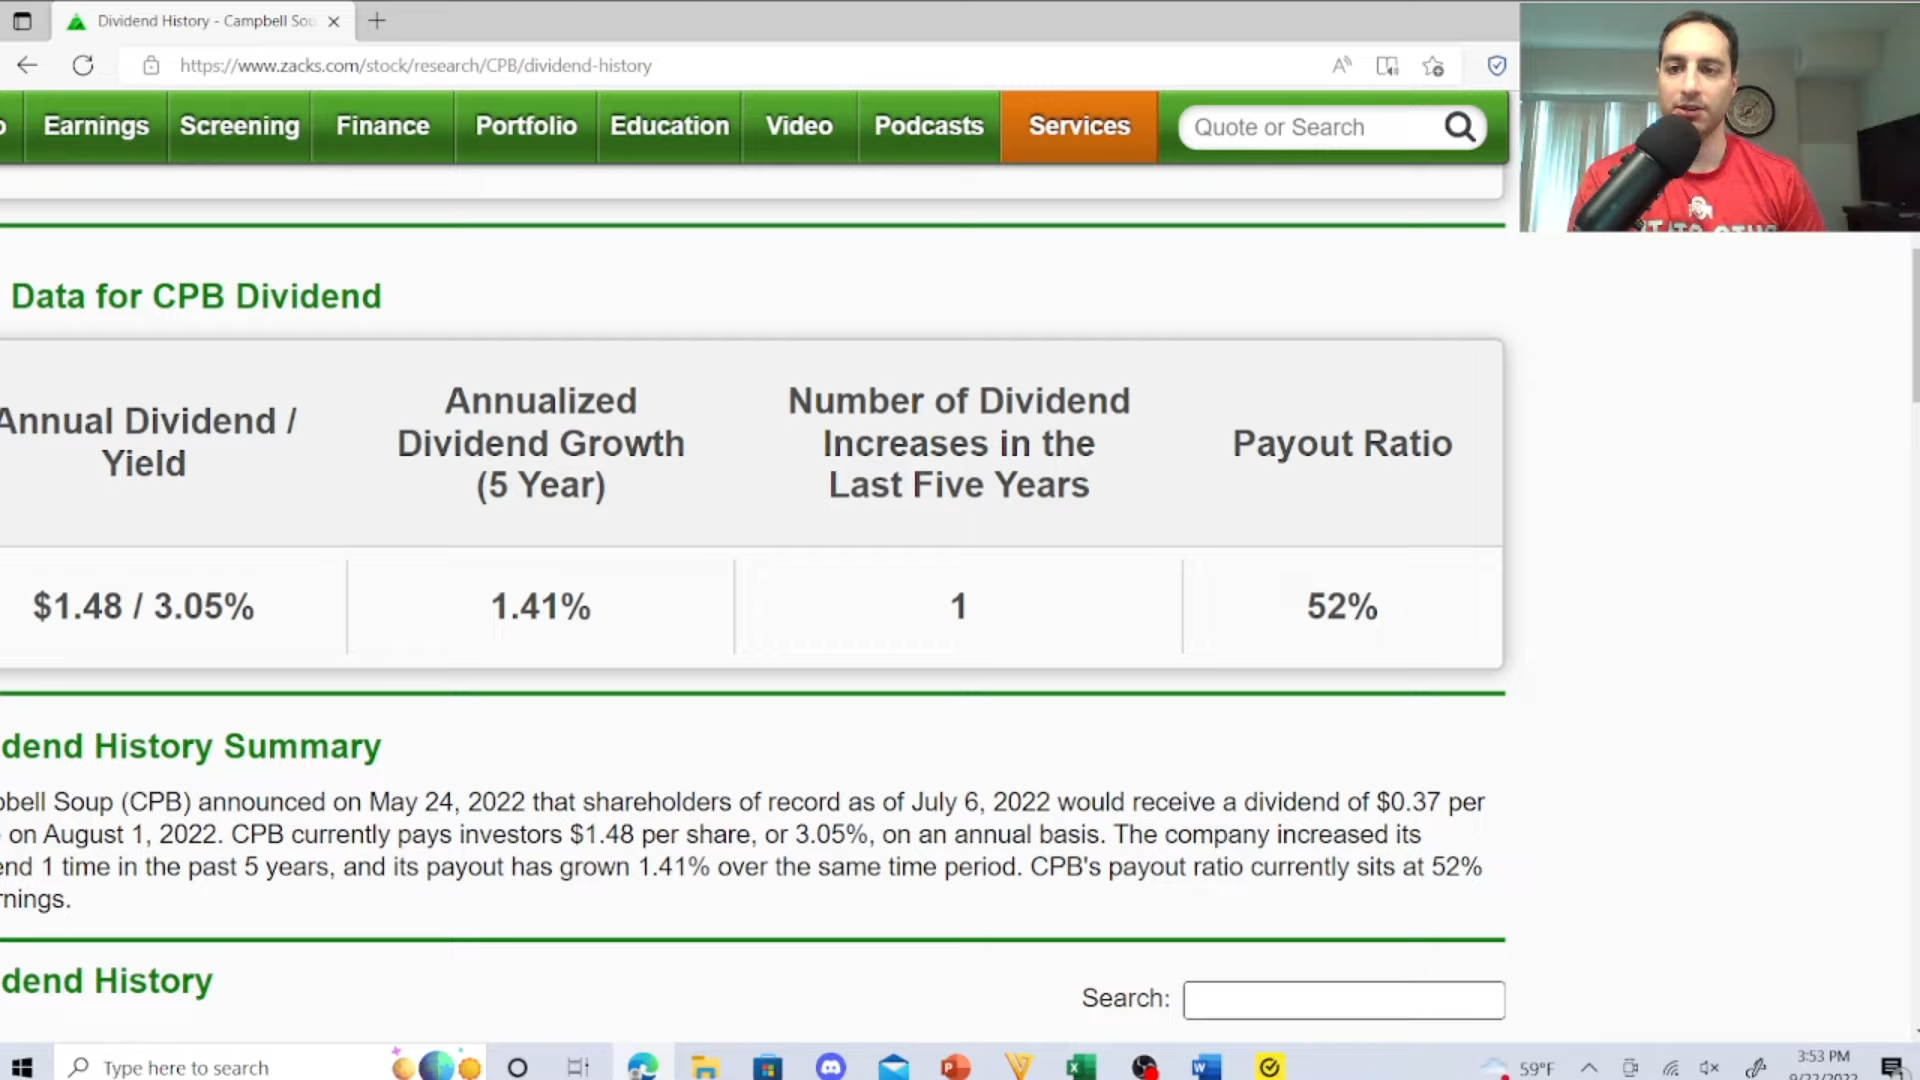 Dividend History - Campbell Sou
https://www.zacks.com/stock/research/CPB/dividend-history
Earnings Screening Finance Portfolio Education Video Podcasts Services Quote or Search
Data for CPB Dividend
Annual Dividend /
Yield
Annualized
Dividend Growth
(5 Year)
Number of Dividend
Increases in the
Last Five Years
Payout Ratio
$1.48 / 3.05% 1.41% 1 52%
dend History Summary
bell Soup (CPB) announced on May 24, 2022 that shareholders of record as of July 6, 2022 would receive a dividend of $0.37 per
on August 1, 2022. CPB currently pays investors $1.48 per share, or 3.05%, on an annual basis. The company increased its
end 1 time in the past 5 years, and its payout has grown 1.41% over the same time period. CPB's payout ratio currently sits at 52%
rnings.
dend History
Search:
Type here to search
59°F
3:53 PM